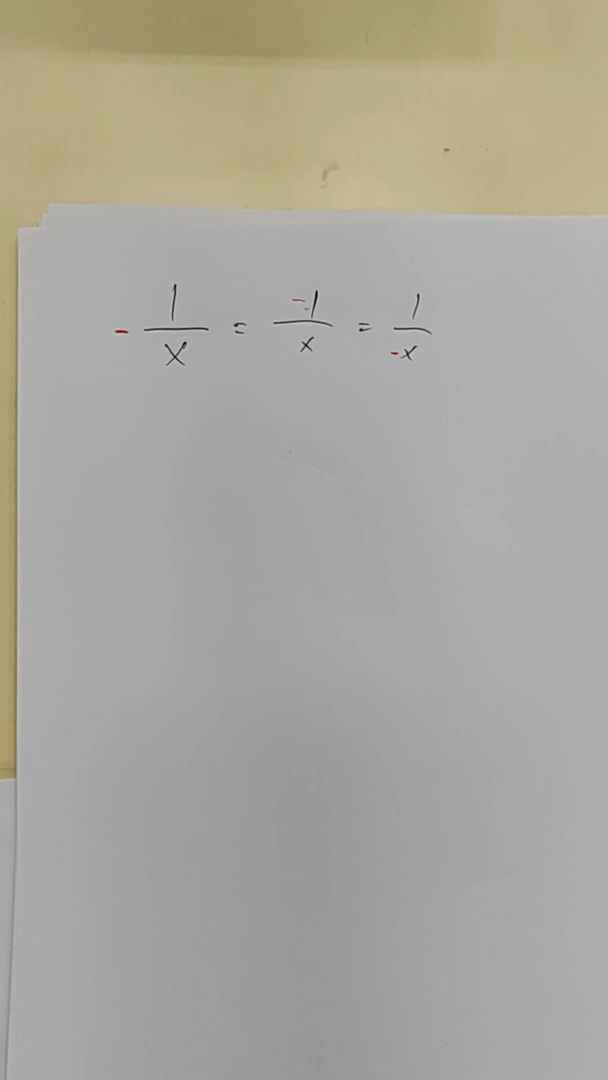 - 1/x = -1/x = 1/-x